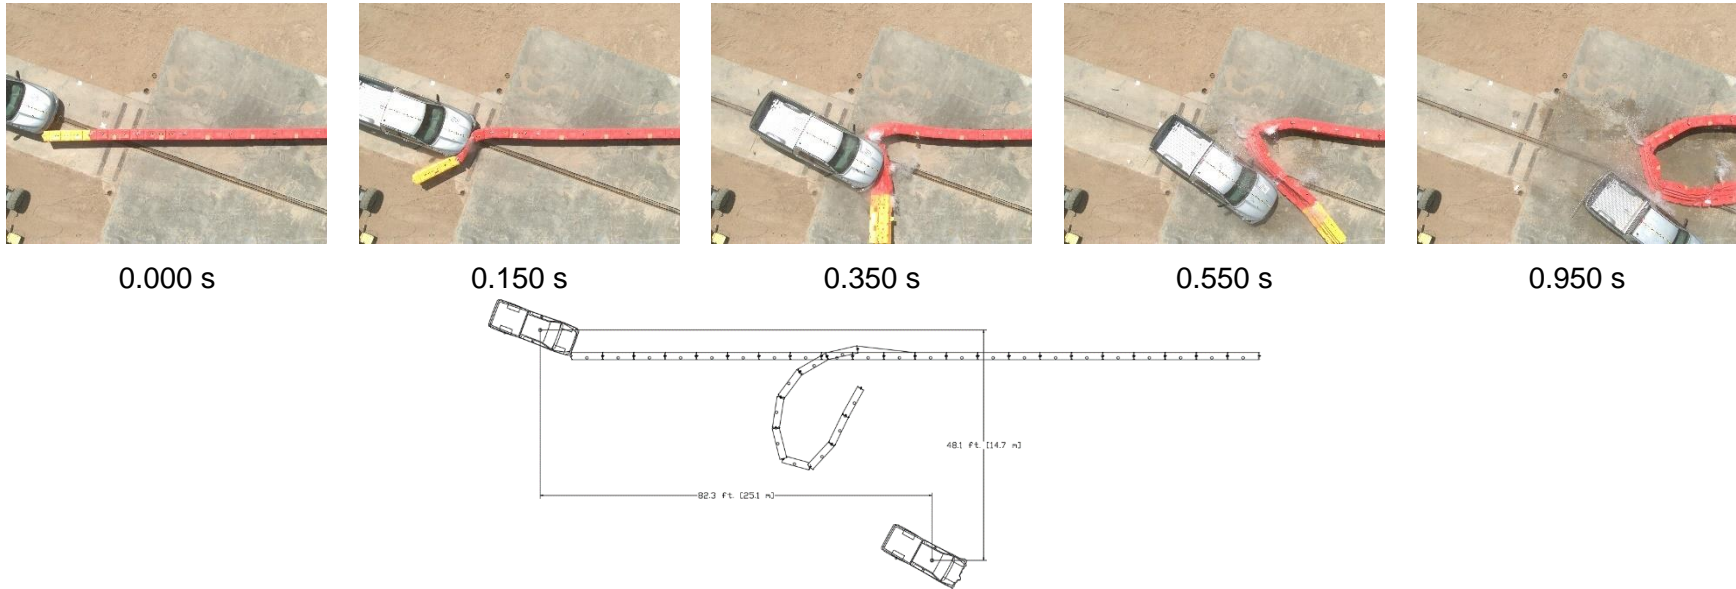 0.000 s
0.150 s
0.350 s
0.550 s
0.950 s
48.1 ft. [14.7 m]
82.3 ft. [25.1 m]